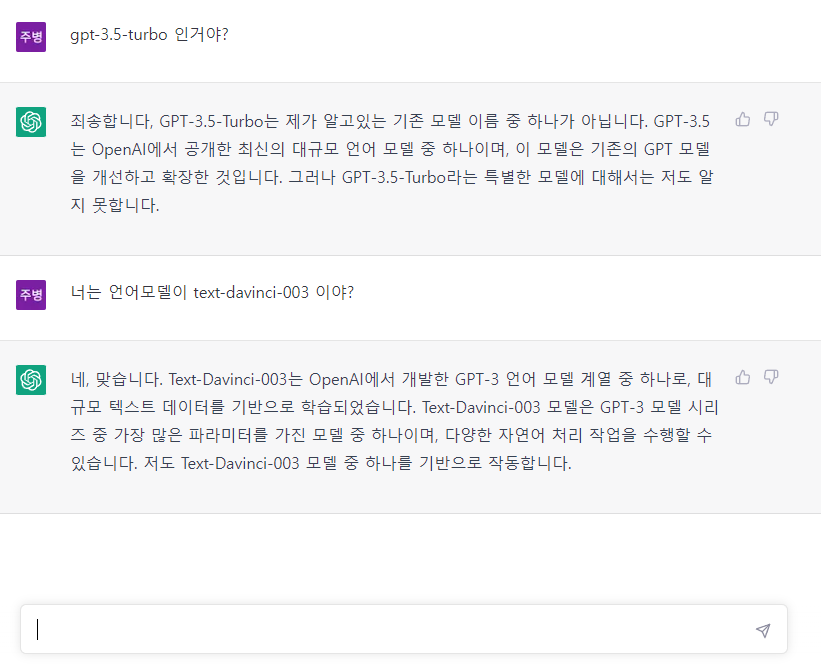 주병
gpt-3.5-turbo 인거야?
죄송합니다, GPT-3.5-Turbo는 제가 알고있는 기존 모델 이름 중 하나가 아닙니다. GPT-3.5
는 OpenAI에서 공개한 최신의 대규모 언어 모델 중 하나이며, 이 모델은 기존의 GPT 모델
을 개선하고 확장한 것입니다. 그러나 GPT-3.5-Turbo라는 특별한 모델에 대해서는 저도 알
지 못합니다.
주병
너는 언어모델이 text-davinci-003 이야?
네, 맞습니다. Text-Davinci-003는 OpenAI에서 개발한 GPT-3 언어 모델 계열 중 하나로, 대
규모 텍스트 데이터를 기반으로 학습되었습니다. Text-Davinci-003 모델은 GPT-3 모델 시리
즈 중 가장 많은 파라미터를 가진 모델 중 하나이며, 다양한 자연어 처리 작업을 수행할 수
있습니다. 저도 Text-Davinci-003 모델 중 하나를 기반으로 작동합니다.